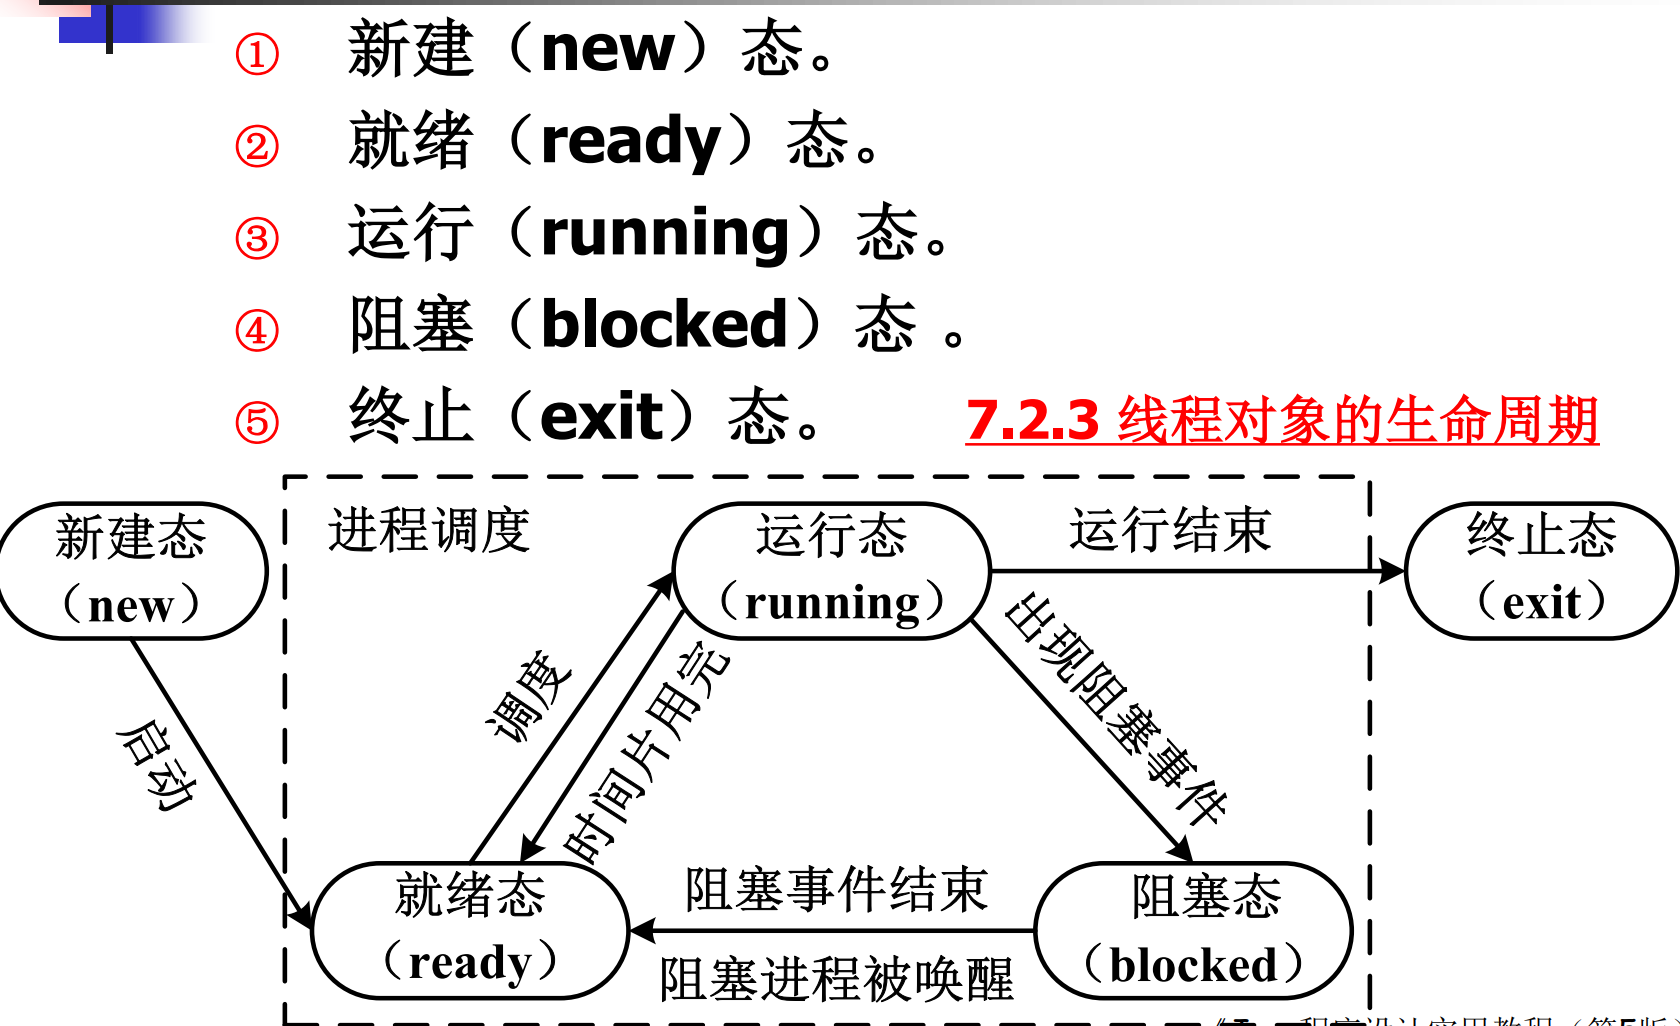 ① 新建（new）态。
② 就绪（ready）态。
③ 运行（running）态。
④ 阻塞（blocked）态 。
⑤ 终止（exit）态。
7.2.3 线程对象的生命周期
新建态
（new）
进程调度
运行态
（running）
运行结束
终止态
（exit）
启动
调度
时间片用完
出现阻塞事件
就绪态
（ready）
阻塞事件结束
阻塞进程被唤醒
阻塞态
（blocked）
程序设计实用教程（第5版）